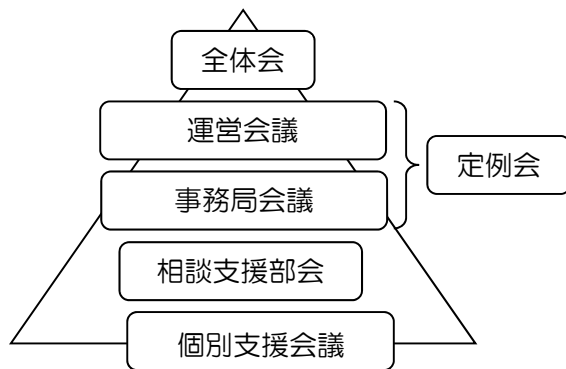 全体会
運営会議
定例会
事務局会議
相談支援部会
個別支援会議